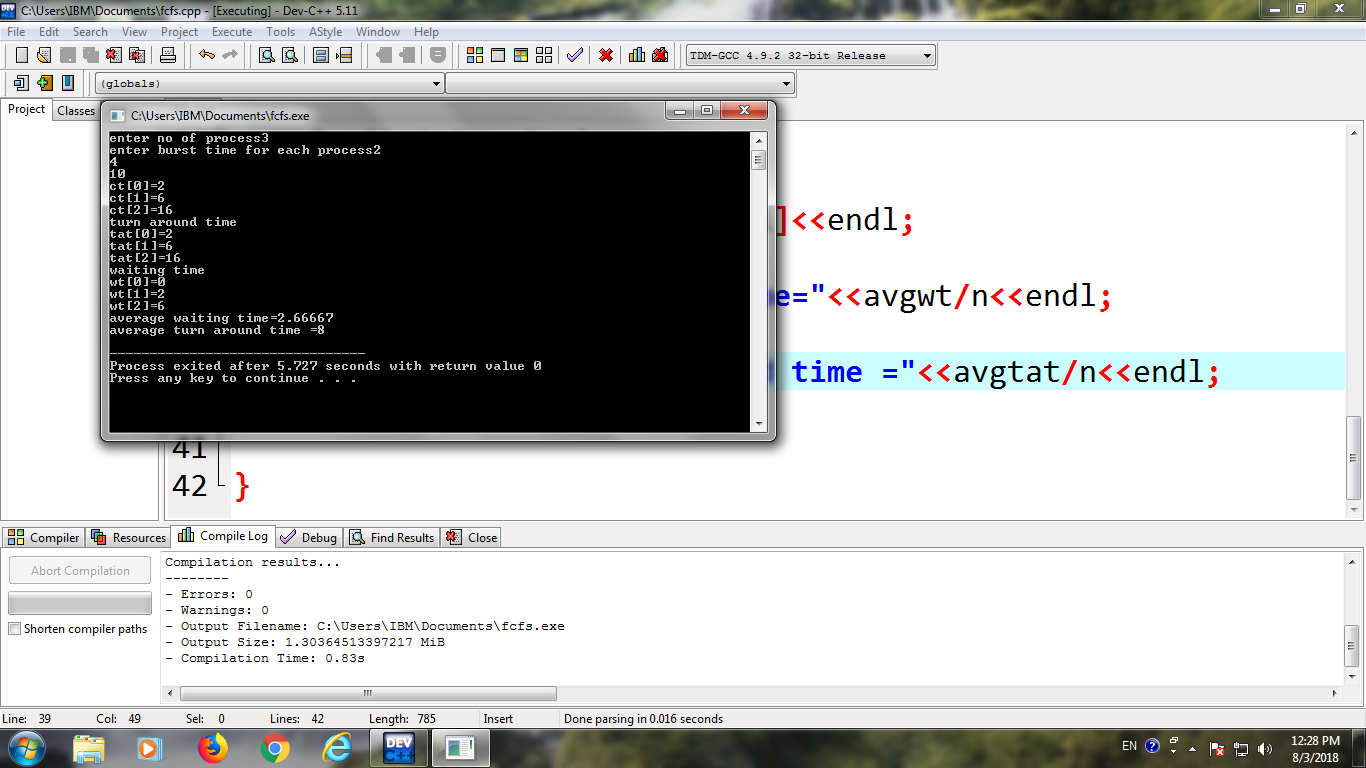 C:\Users\IBM\Documents\fcfs.cpp - [Executing] - Dev-C++ 5.11
File Edit Search View Project Execute Tools AStyle Window Help
TDM-GCC 4.9.2 32-bit Release
(globals)
Project Classes
C:\Users\IBM\Documents\fcfs.exe
enter no of process3
enter burst time for each process2
4
10
ct[0]=2
ct[1]=6
ct[2]=16
turn around time
tat[0]=2
tat[1]=6
tat[2]=16
waiting time
wt[0]=0
wt[1]=2
wt[2]=6
average waiting time=2.66667
average turn around time =8
--------------------------------
Process exited after 5.727 seconds with return value 0
Press any key to continue . . .
]<<endl;
e="<<avgwt/n<<endl;
time ="<<avgtat/n<<endl;
41
42 }
Compiler Resources Compile Log Debug Find Results Close
Abort Compilation
Shorten compiler paths
Compilation results...
--------
- Errors: 0
- Warnings: 0
- Output Filename: C:\Users\IBM\Documents\fcfs.exe
- Output Size: 1.30364513397217 MiB
- Compilation Time: 0.83s
Line: 39 Col: 49 Sel: 0 Lines: 42 Length: 785 Insert Done parsing in 0.016 seconds
DEV C++
EN
12:28 PM
8/3/2018